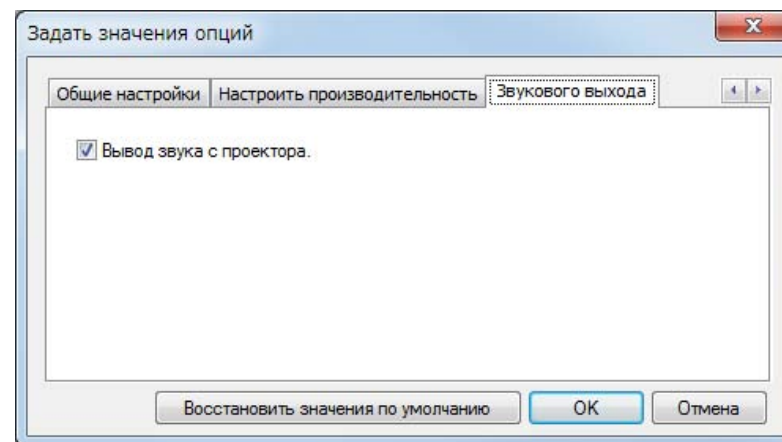 Задать значения опций
Общие настройки Настроить производительность Звукового выхода
Вывод звука с проектора.
Восстановить значения по умолчанию OK Отмена